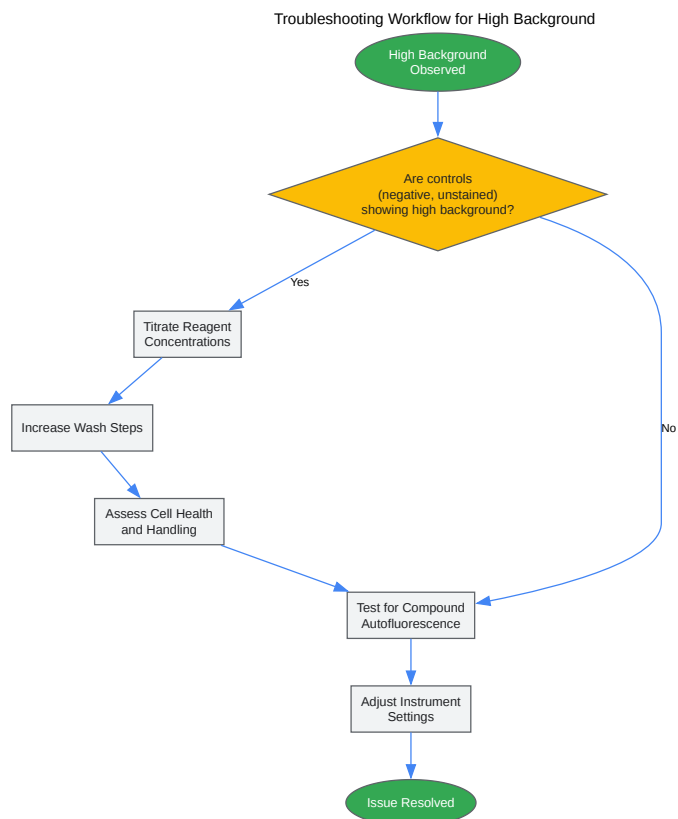 Troubleshooting Workflow for High Background
High Background
Observed
Are controls
(negative, unstained)
showing high background?
Yes
Titrate Reagent
Concentrations
Increase Wash Steps
No
Assess Cell Health
and Handling
Test for Compound
Autofluorescence
Adjust Instrument
Settings
Issue Resolved